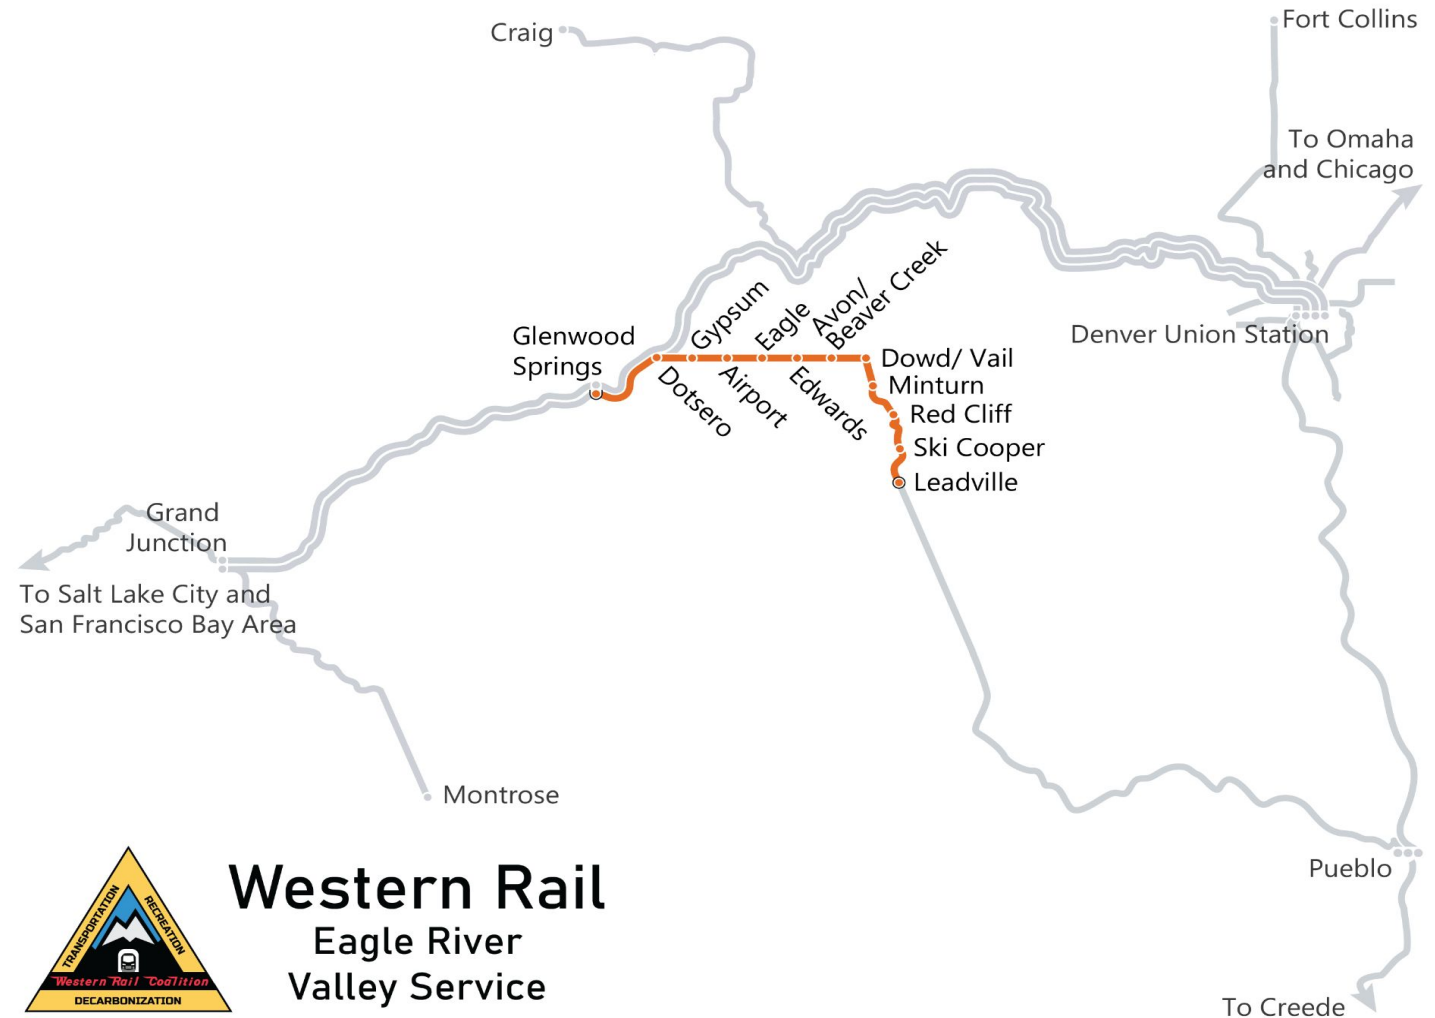 Craig
Fort Collins
To Omaha
and Chicago
Denver Union Station
Glenwood
Springs
Dotsero
Gypsum
Airport
Eagle
Edwards
Avon/
Beaver Creek
Dowd/ Vail
Minturn
Red Cliff
Ski Cooper
Leadville
Grand
Junction
To Salt Lake City and
San Francisco Bay Area
Montrose
Pueblo
To Creede
TRANSPORTATION
RECREATION
Western Rail Coalition
DECARBONIZATION
Western Rail
Eagle River
Valley Service